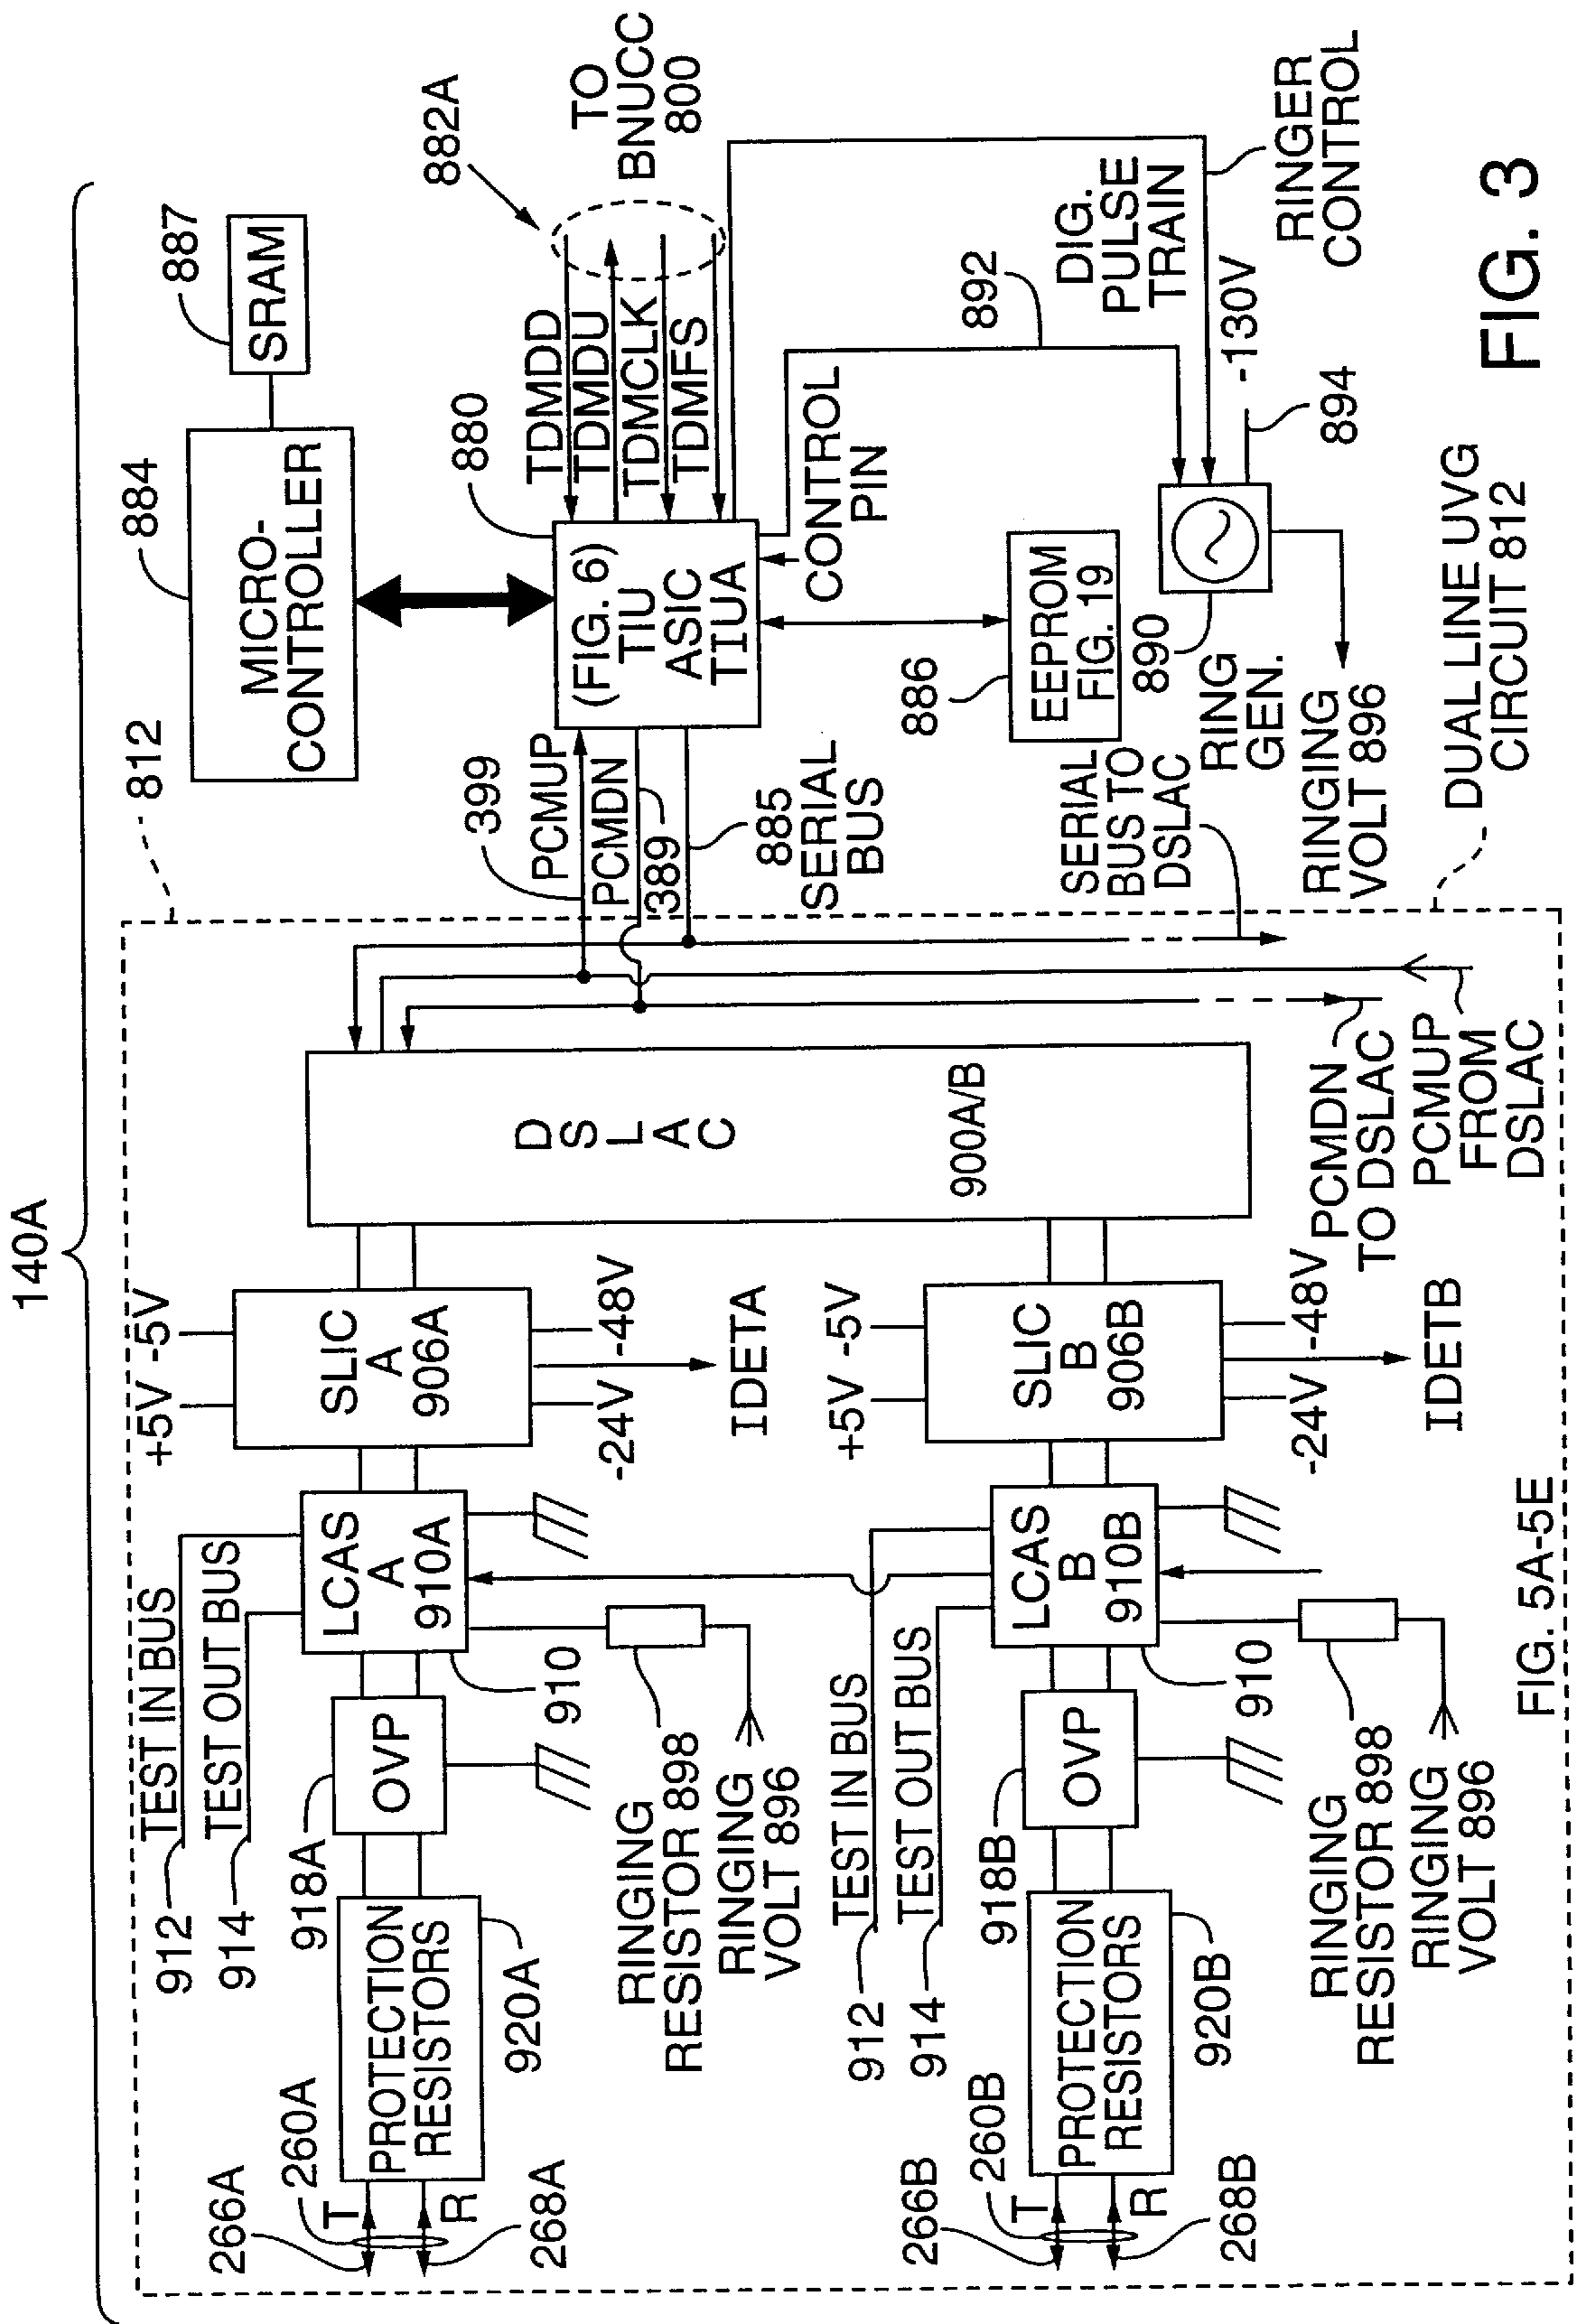 140A
812
884
MICRO-
CONTROLLER
887
SRAM
882A
TO
BNUCC
800
880
TDMDD
TDMDU
TDMCLK
TDMFS
(FIG. 6)
TIU
ASIC
TIUA
399
PCMUP
PCMDN
389
885
SERIAL
BUS
CONTROL
PIN
892
DIG.
PULSE
TRAIN
RINGER
CONTROL
886
EEPROM
FIG. 19
890
RING
GEN.
-130V
894
RINGING
VOLT 896
SERIAL
BUS TO
DSLAC
DUAL LINE UVG
CIRCUIT 812
D
S
L
A
C
900A/B
PCMDN
TO DSLAC
PCMUP
FROM
DSLAC
+5V -5V
SLIC
A
906A
-24V
-48V
IDETA
912
TEST IN BUS
914
TEST OUT BUS
LCAS
A
910A
910
918A
OVP
RINGING
RESISTOR 898
RINGING
VOLT 896
266A
260A
T
R
268A
PROTECTION
RESISTORS
920A
+5V -5V
SLIC
B
906B
-24V
-48V
IDETB
912
TEST IN BUS
914
TEST OUT BUS
LCAS
B
910B
910
918B
OVP
RINGING
RESISTOR 898
RINGING
VOLT 896
266B
260B
T
R
268B
PROTECTION
RESISTORS
920B
FIG. 5A-5E
FIG. 3